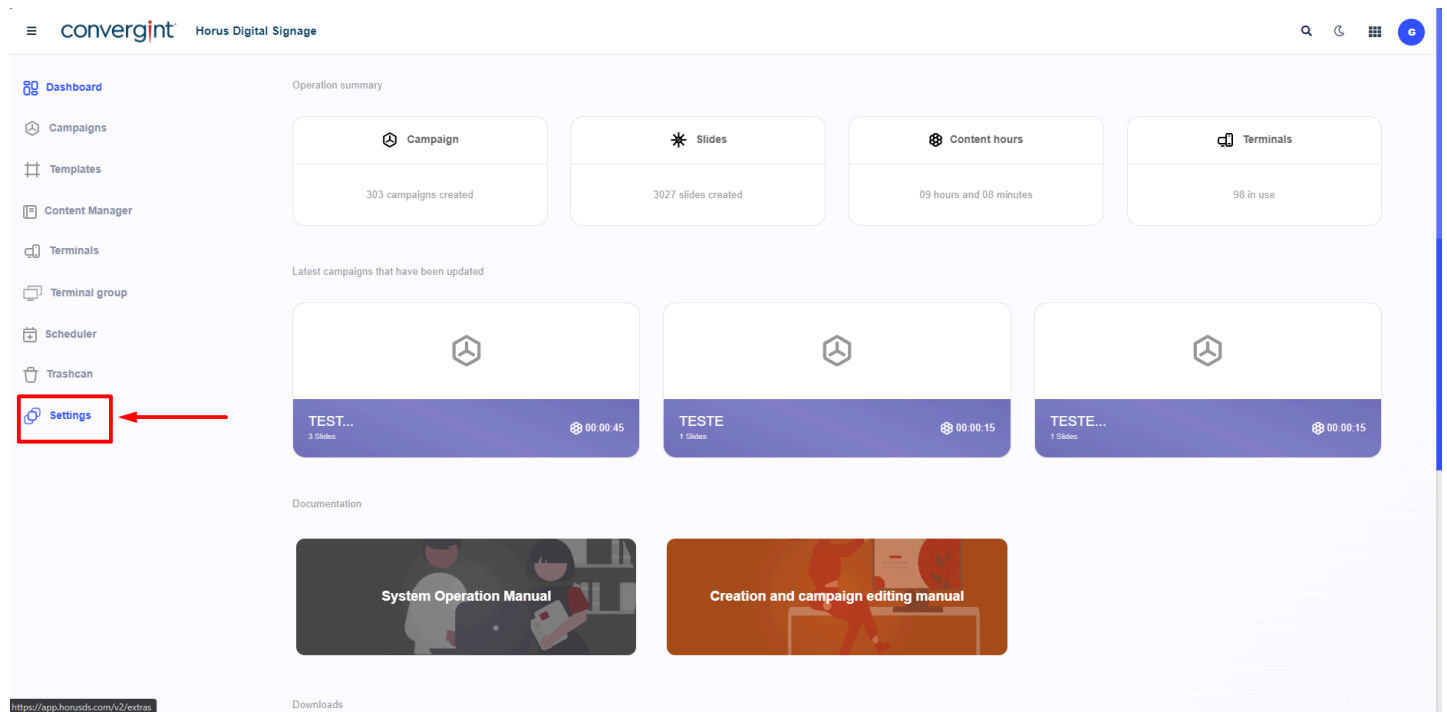 convergint Horus Digital Signage
G
Dashboard
Campaigns
Templates
Content Manager
Terminals
Terminal group
Scheduler
Trashcan
Settings
Operation summary
Campaign
303 campaigns created
Slides
3027 slides created
Content hours
09 hours and 08 minutes
Terminals
98 in use
Latest campaigns that have been updated
TEST...
3 Slides
00:00:45
TESTE
1 Slides
00:00:15
TESTE...
1 Slides
00:00:15
Documentation
System Operation Manual
Creation and campaign editing manual
Downloads
https://app.horusds.com/v2/extras